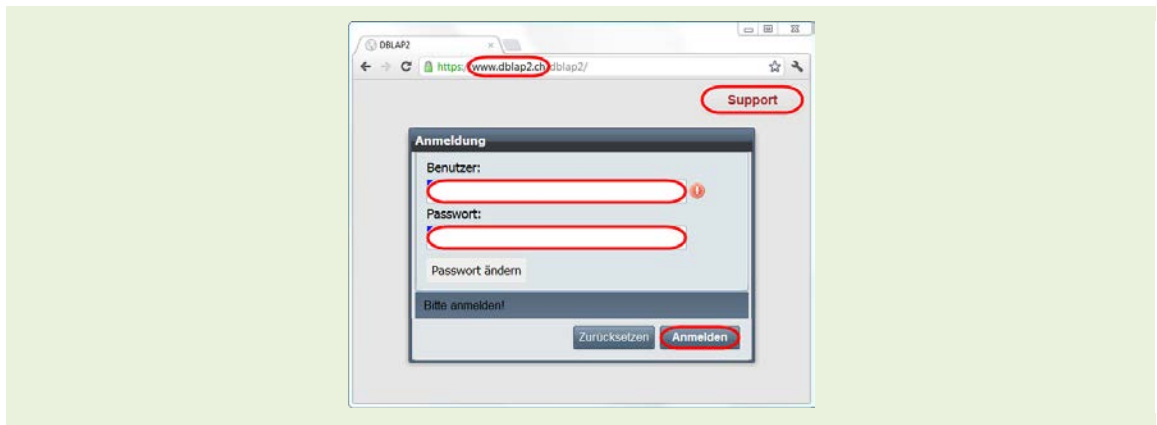 DBLAP2
https://www.dblap2.ch/dblap2/
Support
Anmeldung
Benutzer:
Passwort:
Passwort ändern
Bitte anmelden!
Zurücksetzen Anmelden